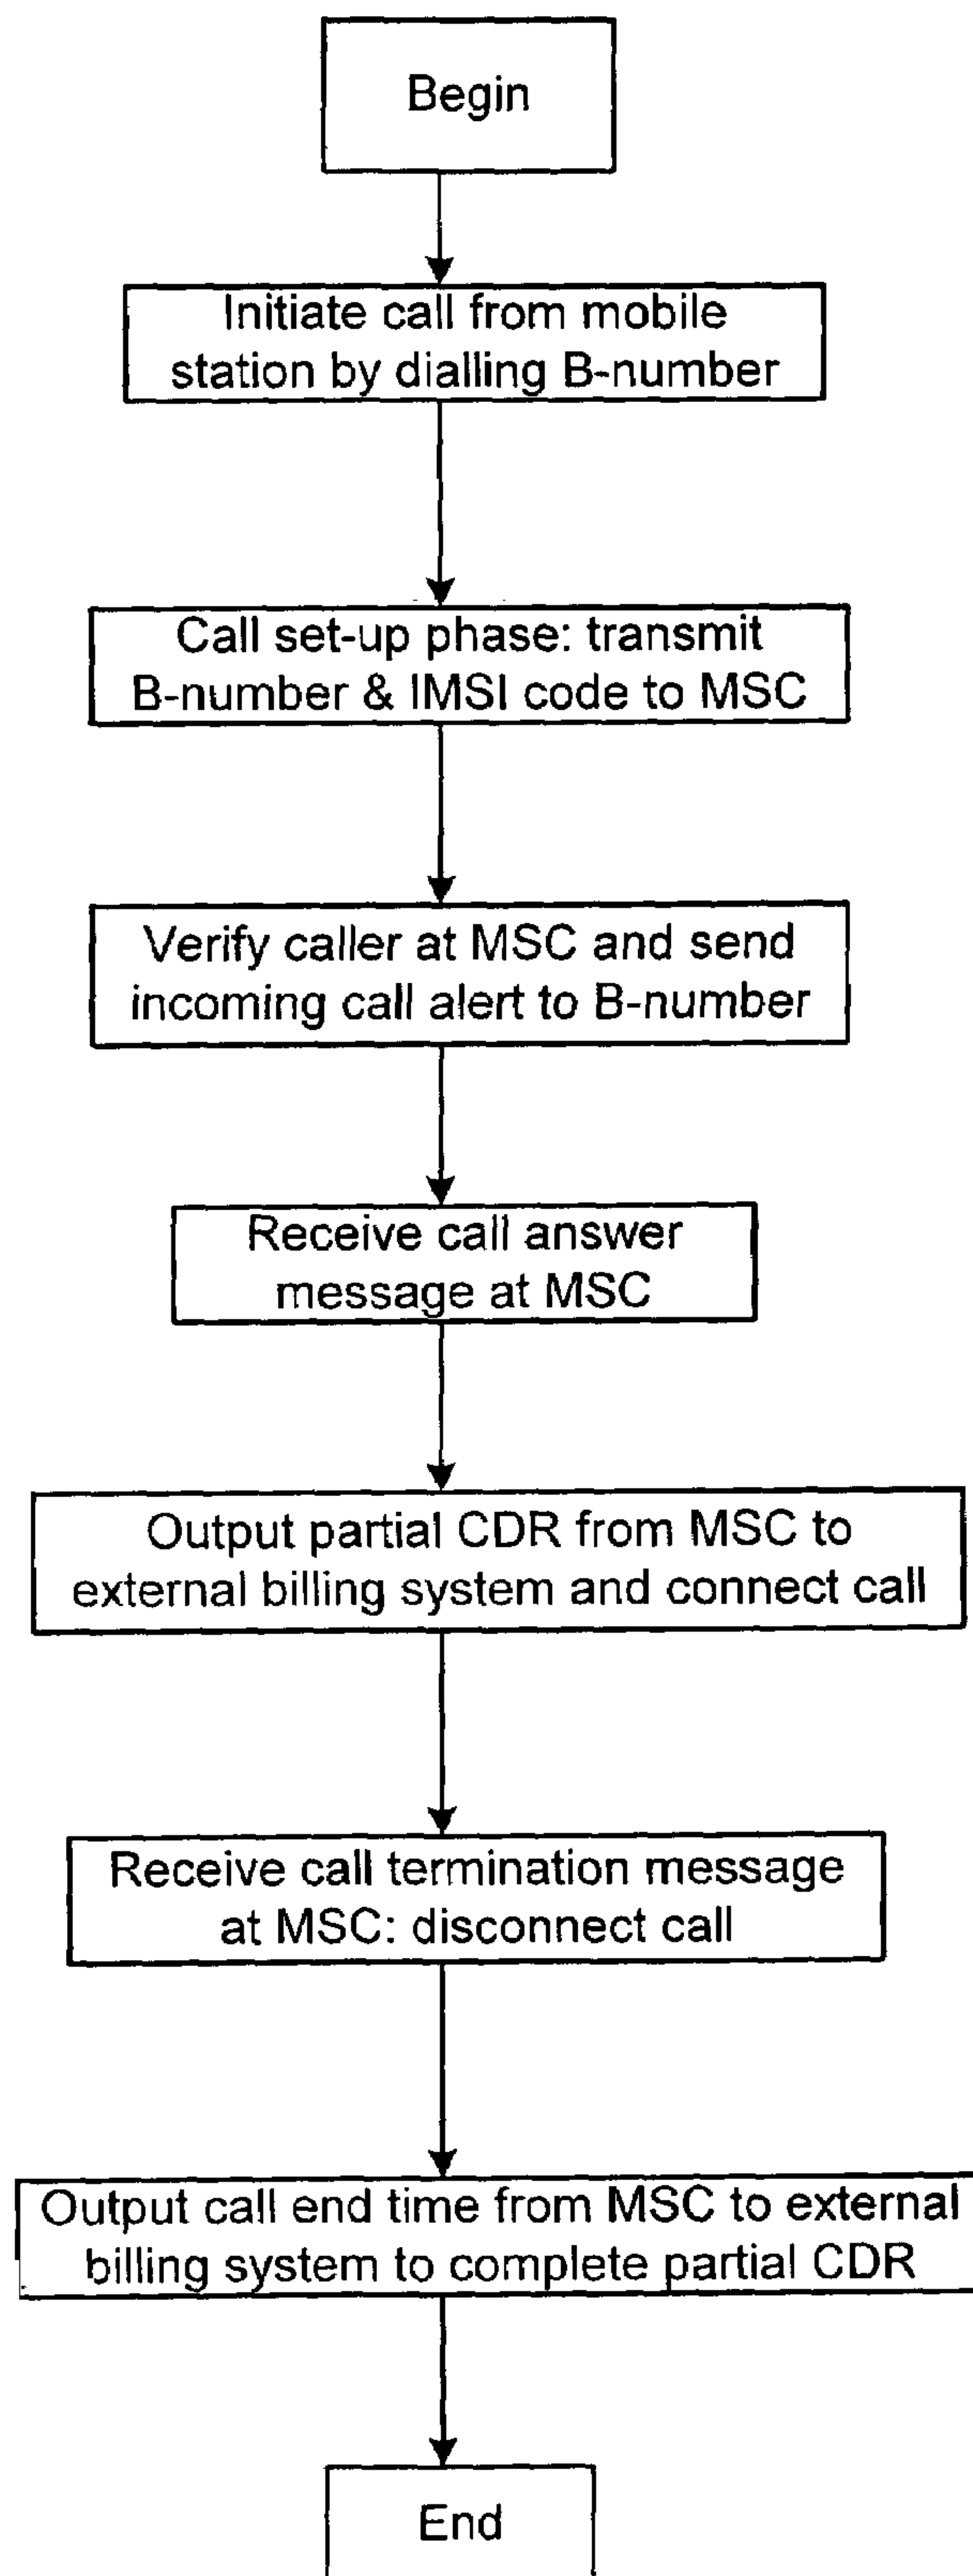 Begin
Initiate call from mobile
station by dialling B-number
Call set-up phase: transmit
B-number & IMSI code to MSC
Verify caller at MSC and send
incoming call alert to B-number
Receive call answer
message at MSC
Output partial CDR from MSC to
external billing system and connect call
Receive call termination message
at MSC: disconnect call
Output call end time from MSC to external
billing system to complete partial CDR
End